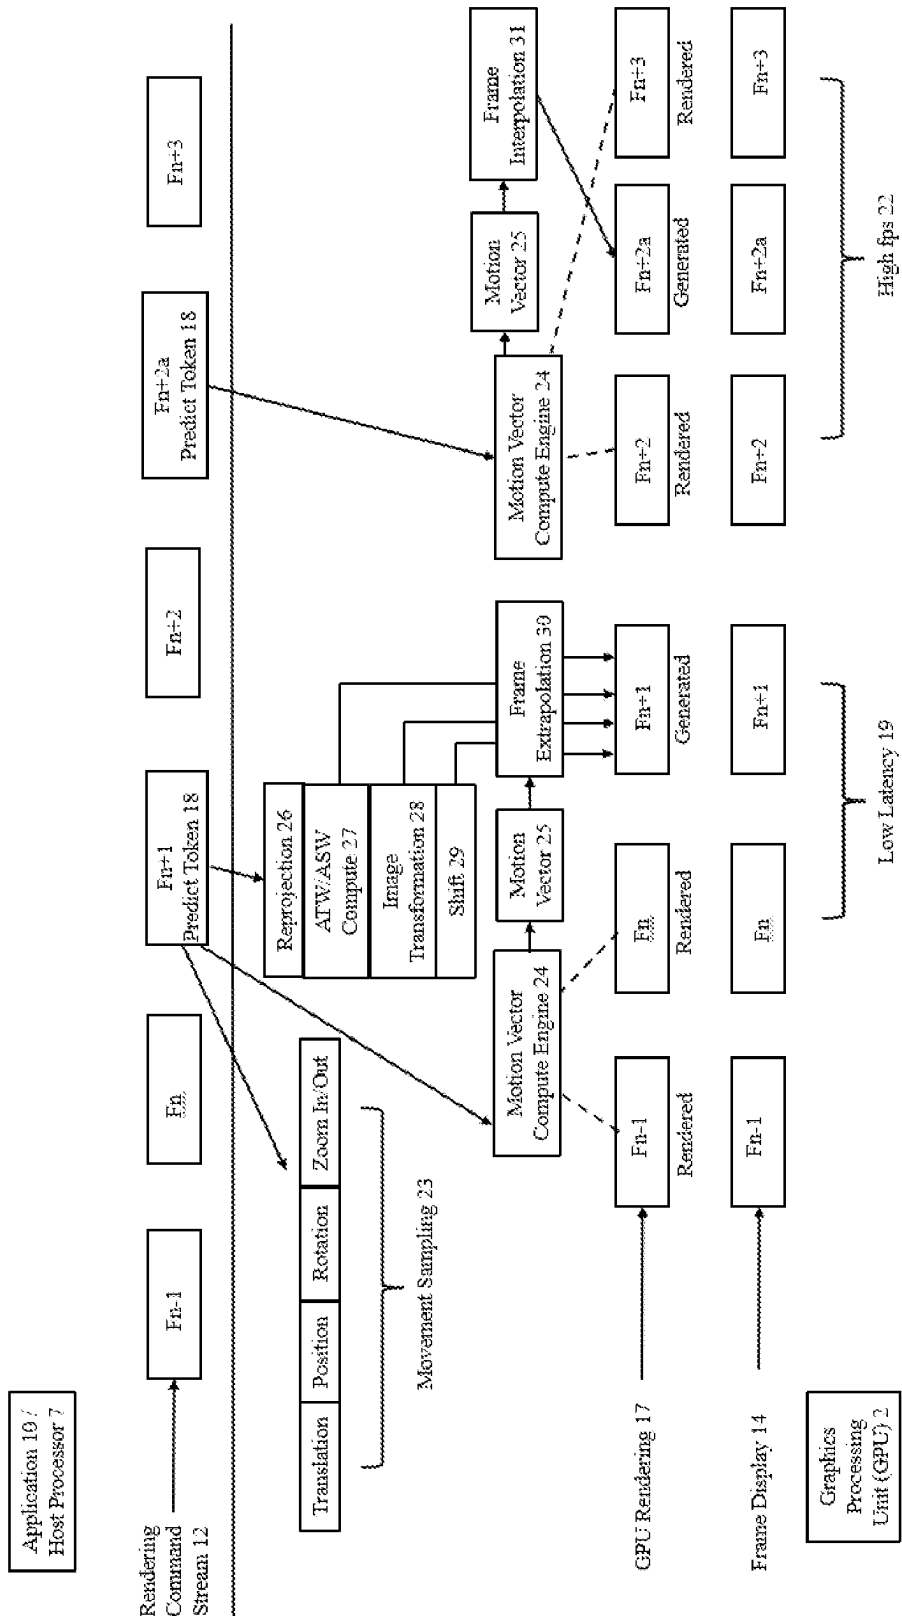 Application 10 /
Host Processor 7
Rendering
Command
Stream 12
Fn-1
Fn
Fn+1
Predict Token 18
Fn+2
Fn+2a
Predict Token 18
Fn+3
Translation
Position
Rotation
Zoom In/Out
Movement Sampling 23
Reprojection 26
ATW/ASW
Compute 27
Image
Transformation 28
Shift 29
Motion Vector
Compute Engine 24
Motion
Vector 25
Frame
Extrapolation 30
Motion Vector
Compute Engine 24
Motion
Vector 25
Frame
Interpolation 31
GPU Rendering 17
Fn-1
Rendered
Fn
Rendered
Fn+1
Generated
Fn+2
Rendered
Fn+2a
Generated
Fn+3
Rendered
Frame Display 14
Fn-1
Fn
Fn+1
Fn+2
Fn+2a
Fn+3
Low Latency 19
High fps 22
Graphics
Processing
Unit (GPU) 2